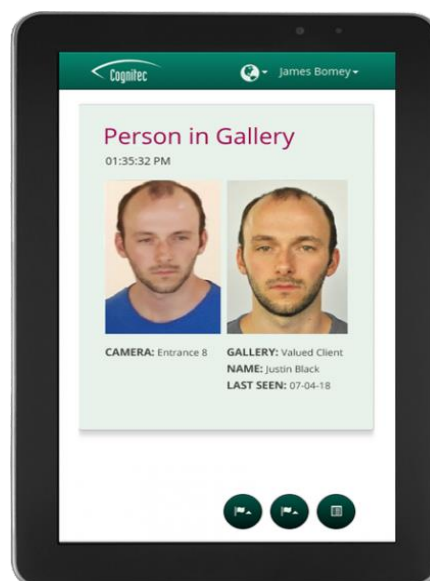 Cognitec
James Bomey
Person in Gallery
01:35:32 PM
CAMERA: Entrance 8
GALLERY: Valued Client
NAME: Justin Black
LAST SEEN: 07-04-18